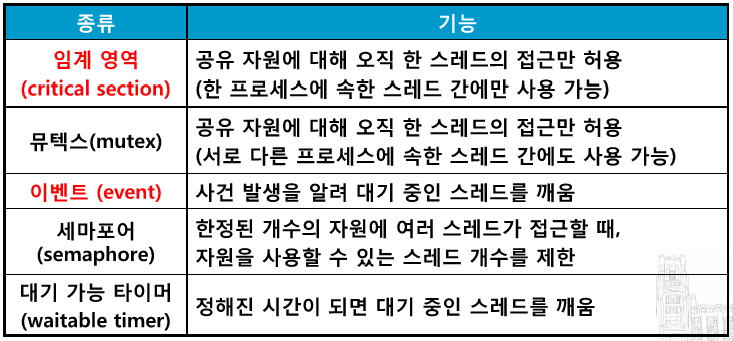 종류
기능
임계 영역
(critical section)
공유 자원에 대해 오직 한 스레드의 접근만 허용
(한 프로세스에 속한 스레드 간에만 사용 가능)
뮤텍스(mutex)
공유 자원에 대해 오직 한 스레드의 접근만 허용
(서로 다른 프로세스에 속한 스레드 간에도 사용 가능)
이벤트 (event)
사건 발생을 알려 대기 중인 스레드를 깨움
세마포어
(semaphore)
한정된 개수의 자원에 여러 스레드가 접근할 때,
자원을 사용할 수 있는 스레드 개수를 제한
대기 가능 타이머
(waitable timer)
정해진 시간이 되면 대기 중인 스레드를 깨움